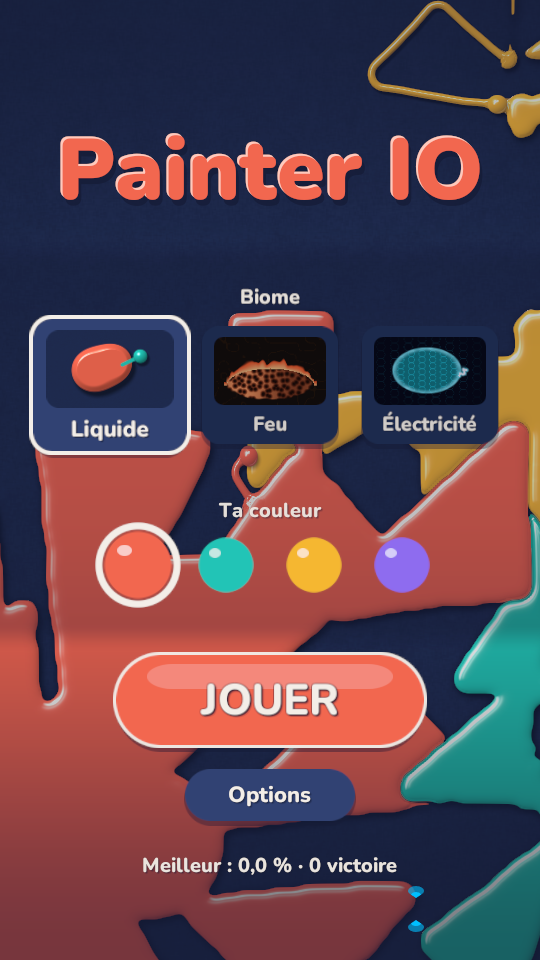 Painter IO
Biome
Liquide
Feu
Électricité
Ta couleur
JOUER
Options
Meilleur : 0,0 % · 0 victoire